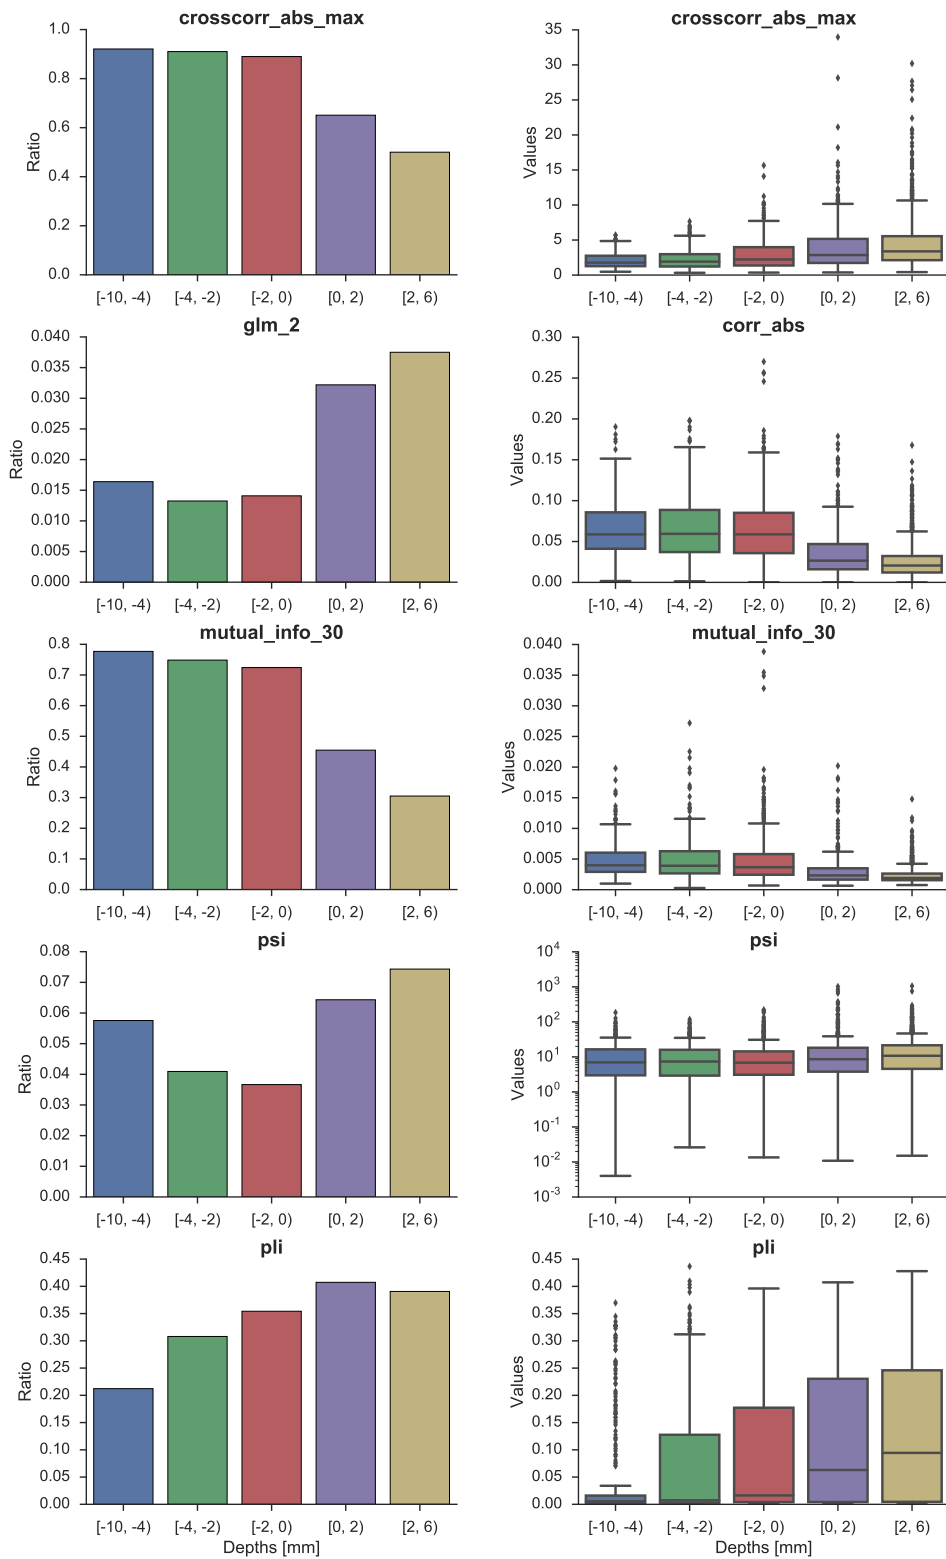 crosscorr_abs_max
1.0
0.8
0.6
0.4
0.2
0.0
Ratio
[-10, -4) [-4, -2) [-2, 0) [0, 2) [2, 6)
crosscorr_abs_max
35
30
25
20
15
10
5
0
Values
[-10, -4) [-4, -2) [-2, 0) [0, 2) [2, 6)
glm_2
0.040
0.035
0.030
0.025
0.020
0.015
0.010
0.005
0.000
Ratio
[-10, -4) [-4, -2) [-2, 0) [0, 2) [2, 6)
corr_abs
0.30
0.25
0.20
0.15
0.10
0.05
0.00
Values
[-10, -4) [-4, -2) [-2, 0) [0, 2) [2, 6)
mutual_info_30
0.8
0.7
0.6
0.5
0.4
0.3
0.2
0.1
0.0
Ratio
[-10, -4) [-4, -2) [-2, 0) [0, 2) [2, 6)
mutual_info_30
0.040
0.035
0.030
0.025
0.020
0.015
0.010
0.005
0.000
Values
[-10, -4) [-4, -2) [-2, 0) [0, 2) [2, 6)
psi
0.08
0.07
0.06
0.05
0.04
0.03
0.02
0.01
0.00
Ratio
[-10, -4) [-4, -2) [-2, 0) [0, 2) [2, 6)
psi
10⁴
10³
10²
10¹
10⁰
10⁻¹
10⁻²
10⁻³
Values
[-10, -4) [-4, -2) [-2, 0) [0, 2) [2, 6)
pli
0.45
0.40
0.35
0.30
0.25
0.20
0.15
0.10
0.05
0.00
Ratio
[-10, -4) [-4, -2) [-2, 0) [0, 2) [2, 6)
Depths [mm]
pli
0.45
0.40
0.35
0.30
0.25
0.20
0.15
0.10
0.05
0.00
Values
[-10, -4) [-4, -2) [-2, 0) [0, 2) [2, 6)
Depths [mm]